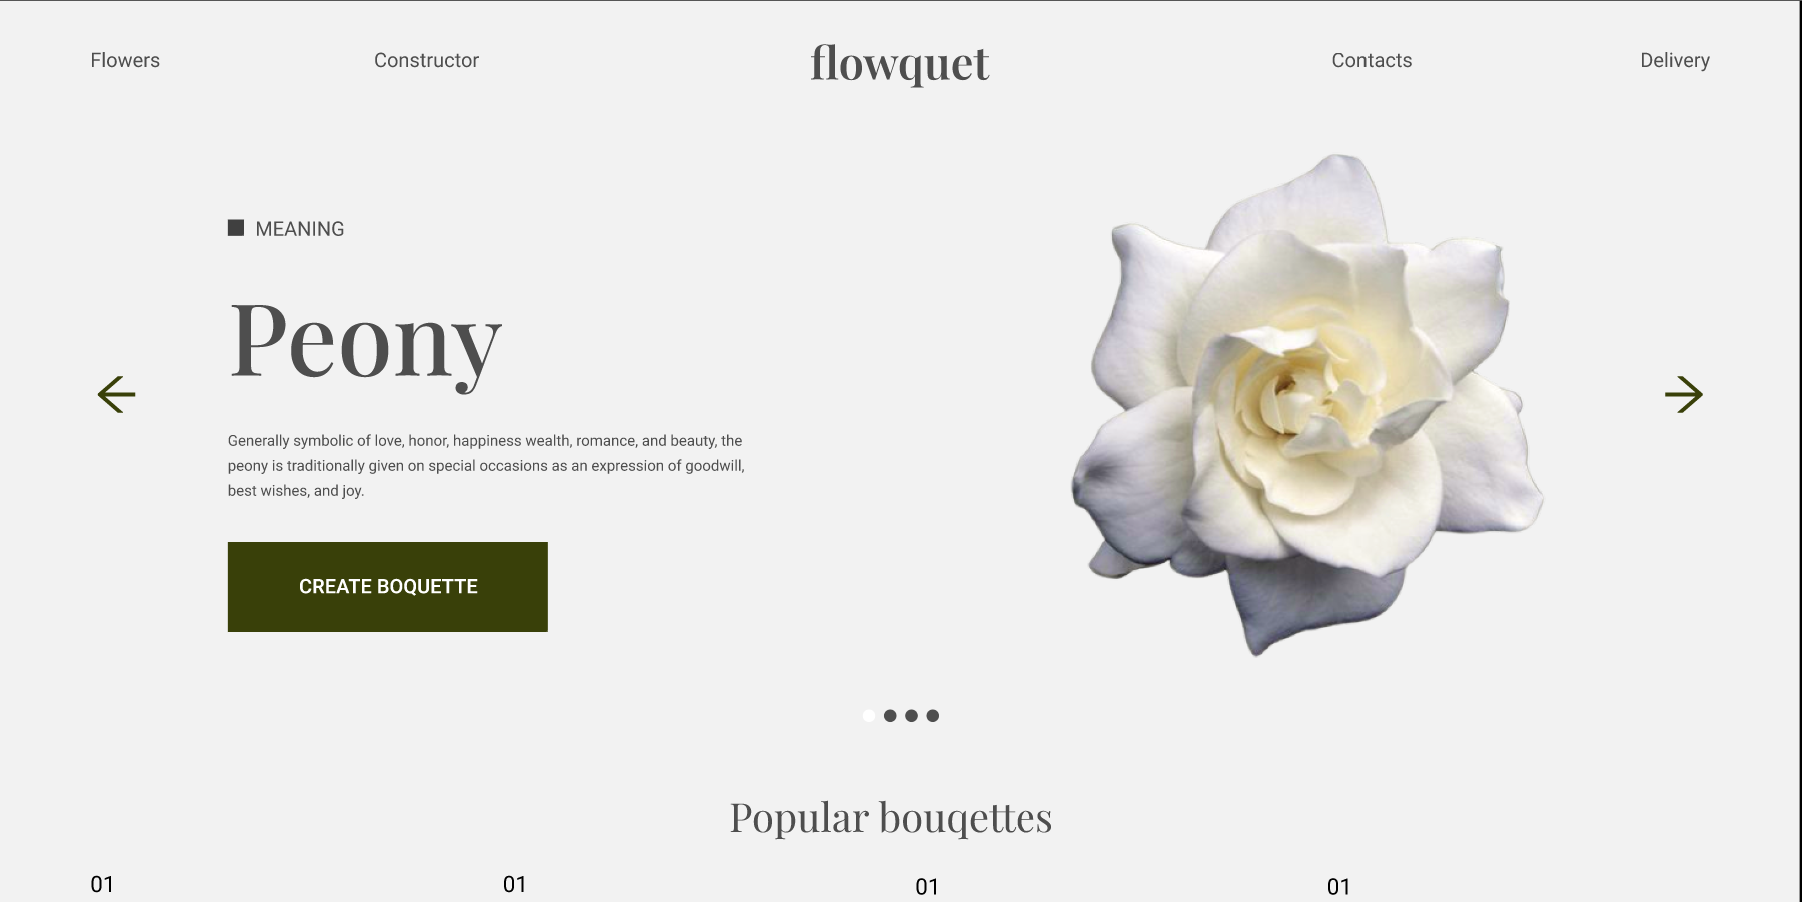 Flowers
Constructor
flowquet
Contacts
Delivery
MEANING
Peony
Generally symbolic of love, honor, happiness wealth, romance, and beauty, the
peony is traditionally given on special occasions as an expression of goodwill,
best wishes, and joy.
CREATE BOQUETTE
Popular bouqettes
01
01
01
01